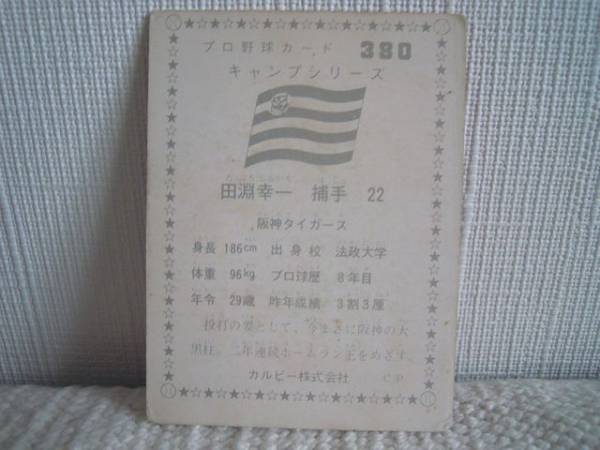 プロ野球カード 380
キャンプシリーズ
田淵幸一 捕手 22
阪神タイガース
身長 186cm 出身校 法政大学
体重 96kg プロ球歴 8年目
年令 29歳 昨年成績 3割3厘
投打の要として、今まさに阪神の大
黒柱。二年連続ホームラン王をめざす。
カルビー株式会社 C.P.